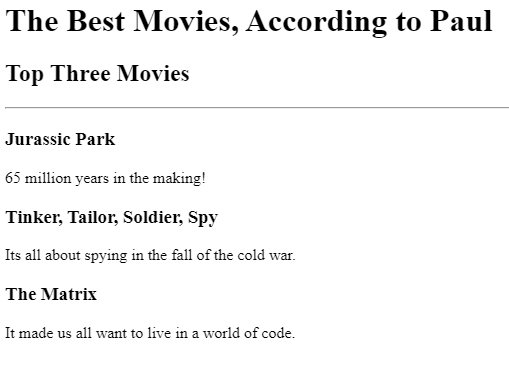 The Best Movies, According to Paul
Top Three Movies
Jurassic Park
65 million years in the making!
Tinker, Tailor, Soldier, Spy
Its all about spying in the fall of the cold war.
The Matrix
It made us all want to live in a world of code.